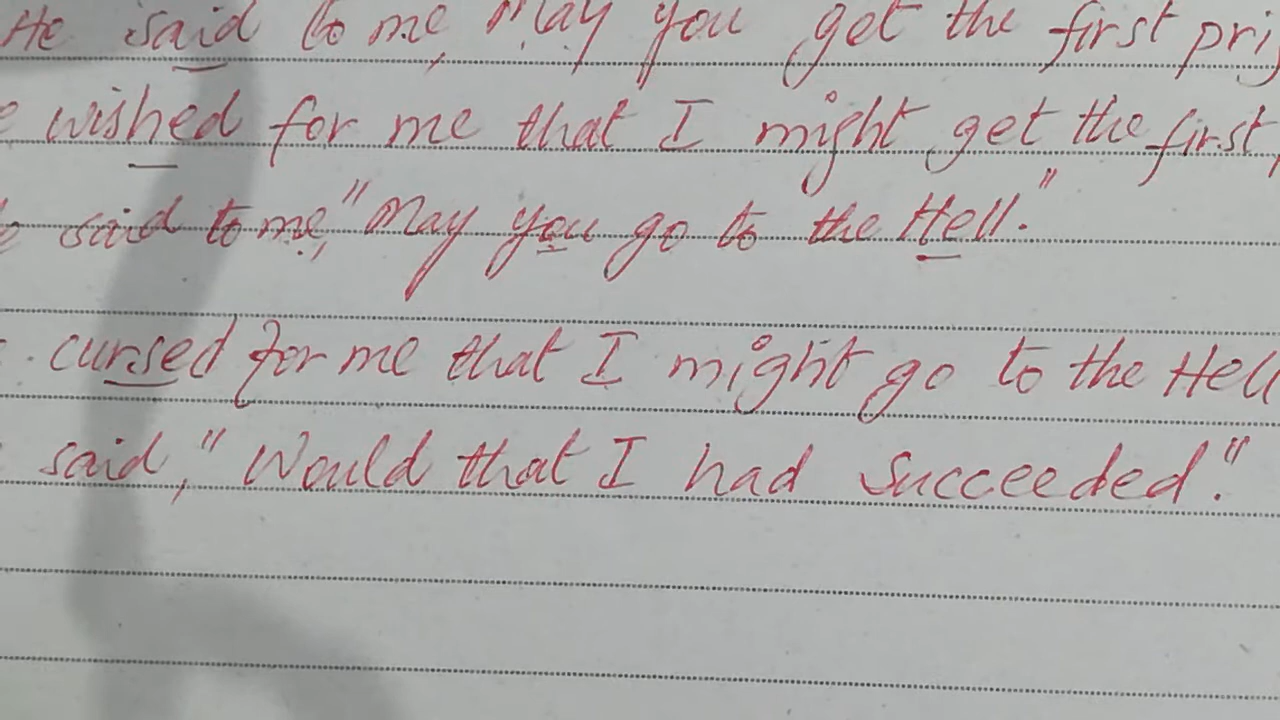 He said to me, May you get the first pri
e wished for me that I might get the first
e said to me, "May you go to the Hell."
. cursed for me that I might go to the Hell
said, "Would that I had Succeeded."